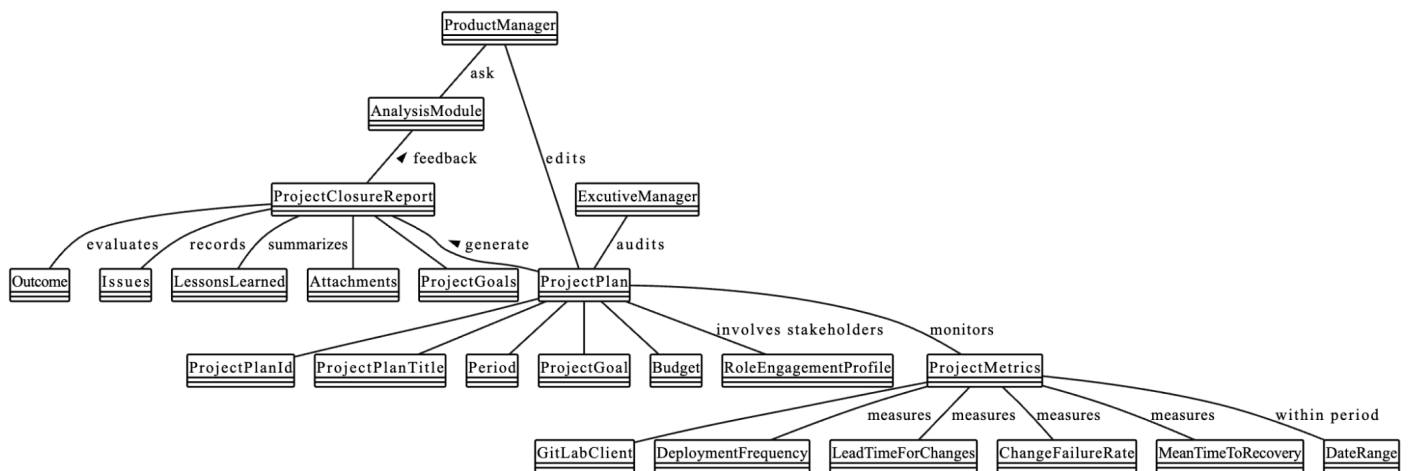 ProductManager
ask
AnalysisModule
feedback
edits
ProjectClosureReport
ExcutiveManager
evaluates
records
summarizes
generate
audits
Outcome
Issues
LessonsLearned
Attachments
ProjectGoals
ProjectPlan
involves stakeholders
monitors
ProjectPlanId
ProjectPlanTitle
Period
ProjectGoal
Budget
RoleEngagementProfile
ProjectMetrics
measures
measures
measures
measures
within period
GitLabClient
DeploymentFrequency
LeadTimeForChanges
ChangeFailureRate
MeanTimeToRecovery
DateRange